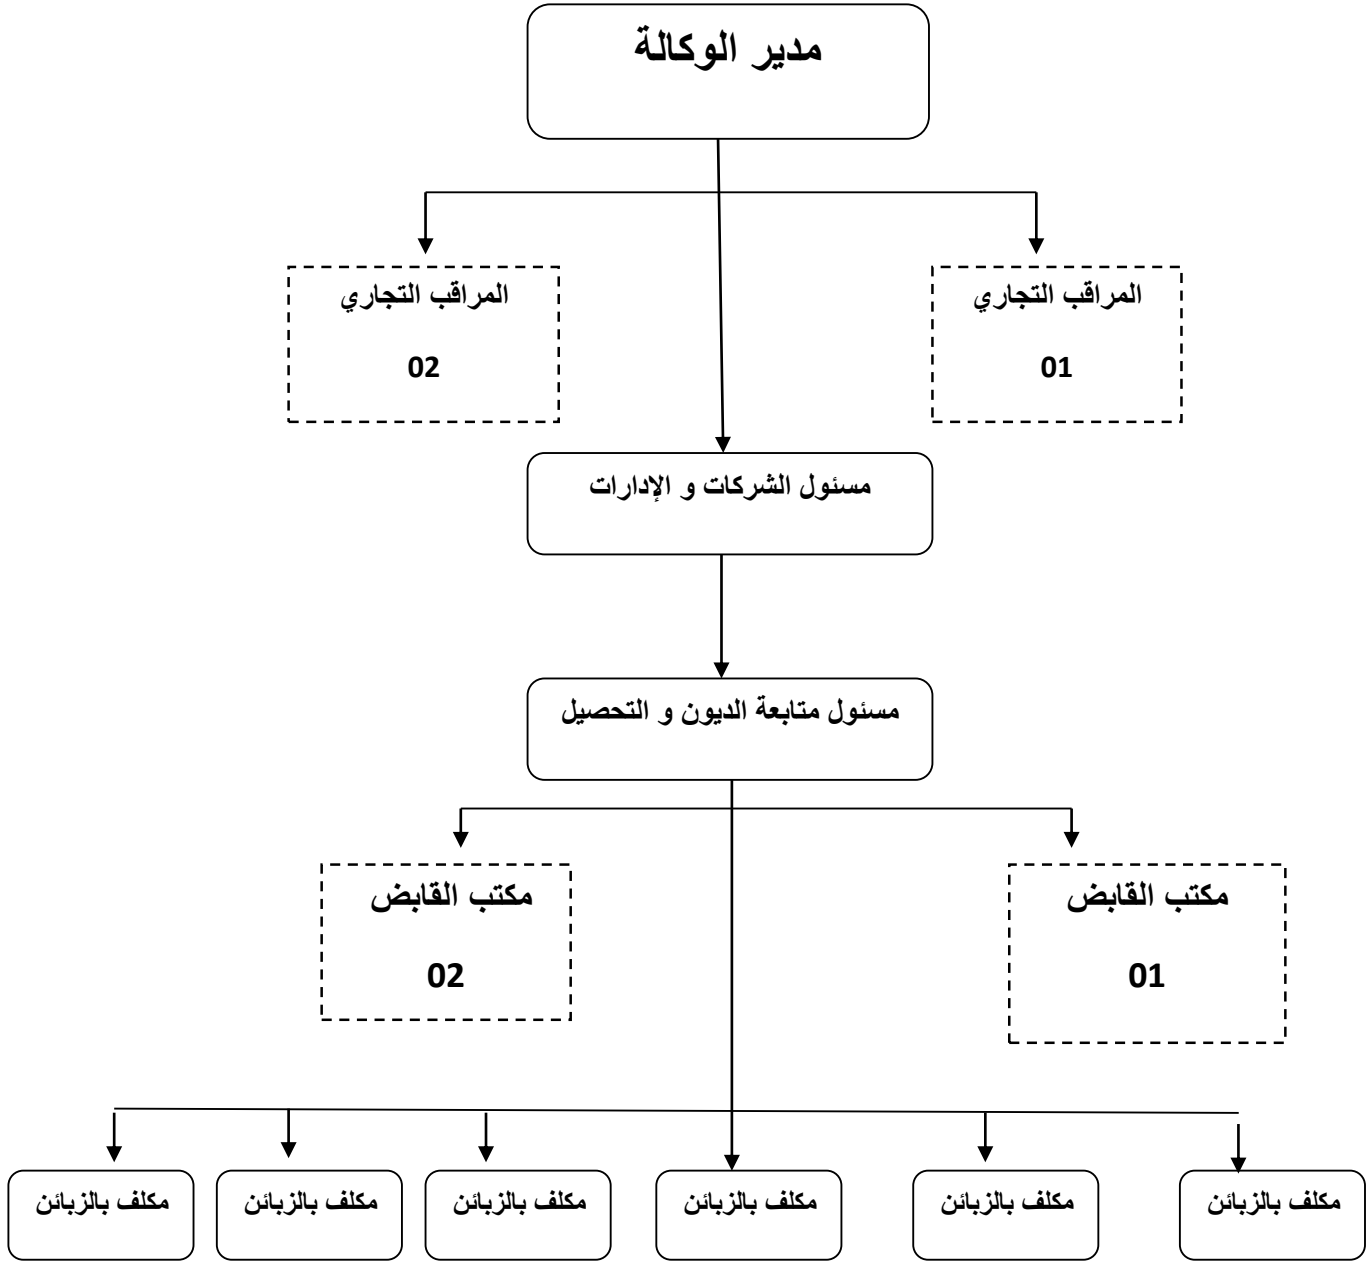 مدير الوكالة
المراقب التجاري
01
المراقب التجاري
02
مسئول الشركات و الإدارات
مسئول متابعة الديون و التحصيل
مكتب القابض
01
مكتب القابض
02
مكلف بالزبائن
مكلف بالزبائن
مكلف بالزبائن
مكلف بالزبائن
مكلف بالزبائن
مكلف بالزبائن